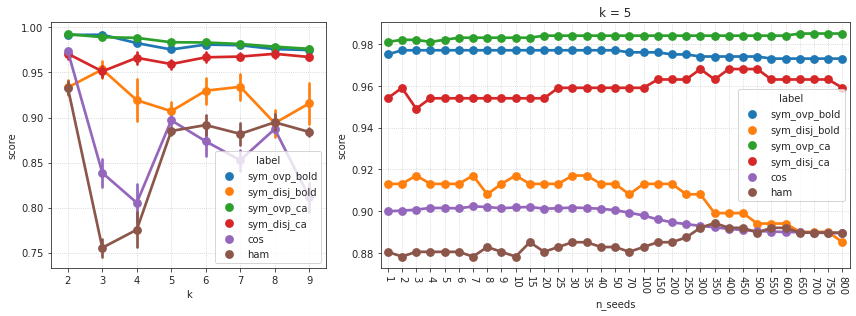 1.00
0.95
0.90
0.85
0.80
0.75
score
2 3 4 5 6 7 8 9
k
label
sym_ovp_bold
sym_disj_bold
sym_ovp_ca
sym_disj_ca
cos
ham
k = 5
0.98
0.96
0.94
0.92
0.90
0.88
score
label
sym_ovp_bold
sym_disj_bold
sym_ovp_ca
sym_disj_ca
cos
ham
1 2 3 4 5 6 7 8 9 10 15 20 25 30 35 40 50 70 100 150 200 250 300 350 400 450 500 550 600 650 700 750 800
n_seeds